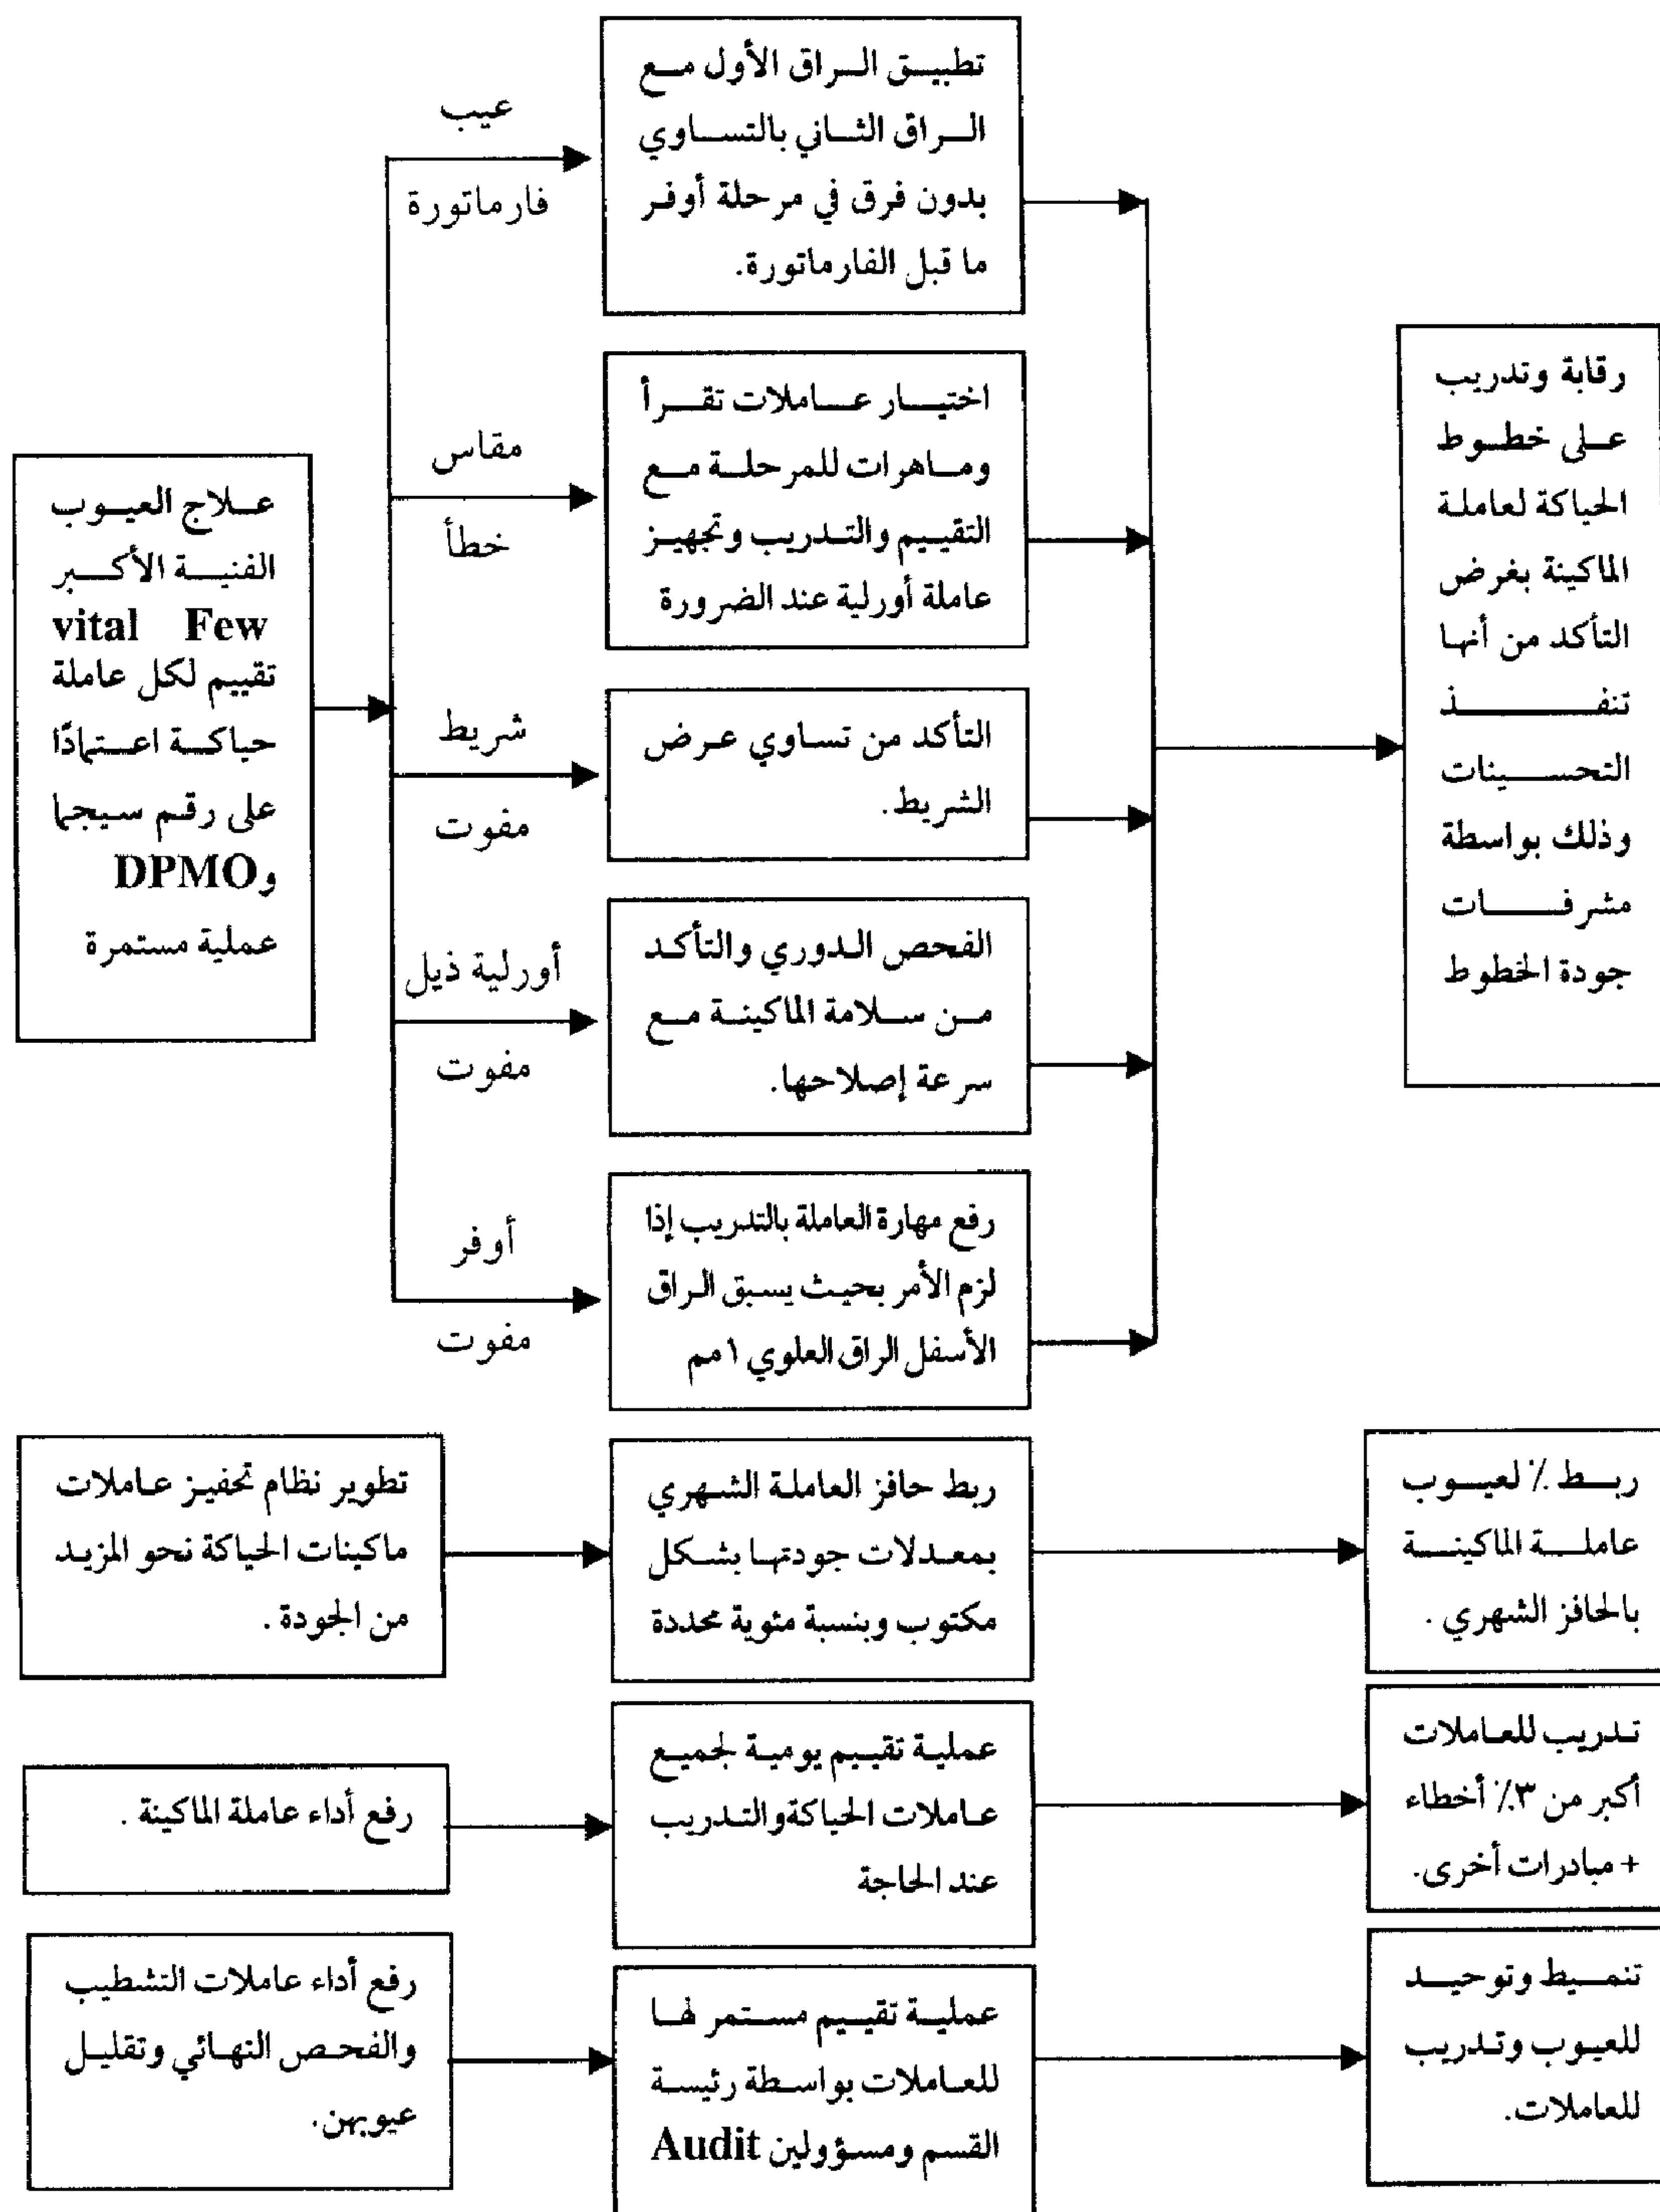 علاج العيوب
الفنية الأكبر
vital Few
تقييم لكل عاملة
حياكة اعتمادًا
على رقم سيجما
وDPMO
عملية مستمرة
عيب
فارماتورة
تطبيق الراق الأول مع
الراق الثاني بالتساوي
بدون فرق في مرحلة أوفر
ما قبل الفارماتورة.
مقاس
خطأ
اختيار عاملات تقرأ
وماهرات للمرحلة مع
التقييم والتدريب وتجهيز
عاملة أورلية عند الضرورة
شريط
مفوت
التأكد من تساوي عرض
الشريط.
أورلية ذيل
مفوت
الفحص الدوري والتأكد
من سلامة الماكينة مع
سرعة إصلاحها.
أوفر
مفوت
رفع مهارة العاملة بالتدريب إذا
لزم الأمر بحيث يسبق الراق
الأسفل الراق العلوي ١مم
رقابة وتدريب
على خطوط
الحياكة لعاملة
الماكينة بغرض
التأكد من أنها
تنفذ
التحسينات
وذلك بواسطة
مشرفات
جودة الخطوط
تطوير نظام تحفيز عاملات
ماكينات الحياكة نحو المزيد
من الجودة .
ربط حافز العاملة الشهري
بمعدلات جودتها بشكل
مكتوب وبنسبة مئوية محددة
ربط ٪ لعيوب
عاملة الماكينة
بالحافز الشهري .
رفع أداء عاملة الماكينة .
عملية تقييم يومية لجميع
عاملات الحياكة والتدريب
عند الحاجة
تدريب للعاملات
أكبر من ٣٪ أخطاء
+ مبادرات أخرى.
رفع أداء عاملات التشطيب
والفحص النهائي وتقليل
عيوبهن.
عملية تقييم مستمر لها
للعاملات بواسطة رئيسة
القسم ومسؤولين Audit
تنميط وتوحيد
للعيوب وتدريب
للعاملات.